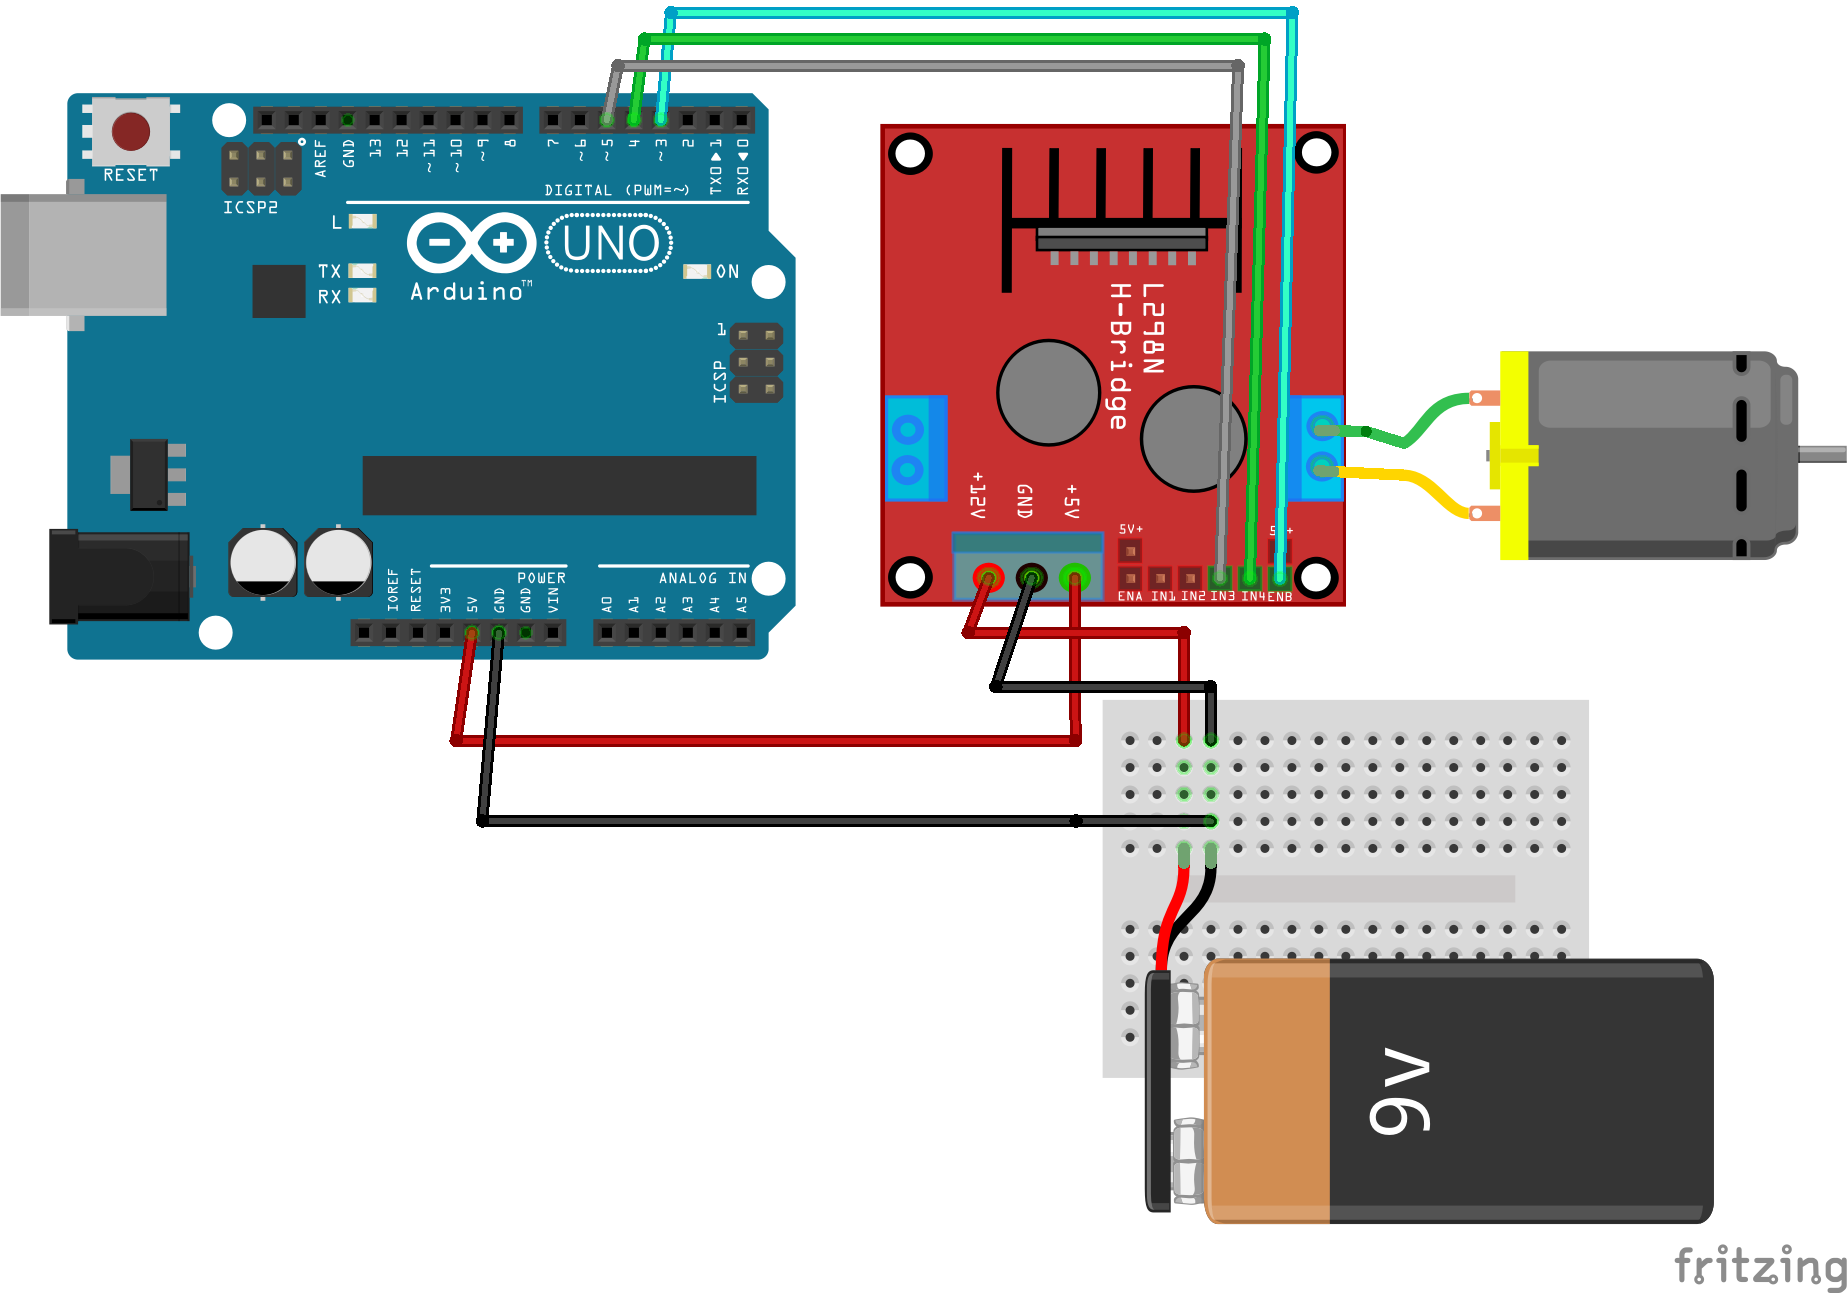 RESET
ICSP2
AREF
GND
13
12
~11
~10
~9
8
7
~6
~5
4
~3
2
TX0▶1
RX0◀0
DIGITAL (PWM=~)
L
TX
RX
UNO
ON
Arduino™
1
ICSP
L298N
H-Bridge
+12V
GND
+5V
5V+
ENA
IN1
IN2
IN3
IN4
ENB
IOREF
RESET
3V3
5V
GND
GND
VIN
POWER
ANALOG IN
A0
A1
A2
A3
A4
A5
9v
fritzing